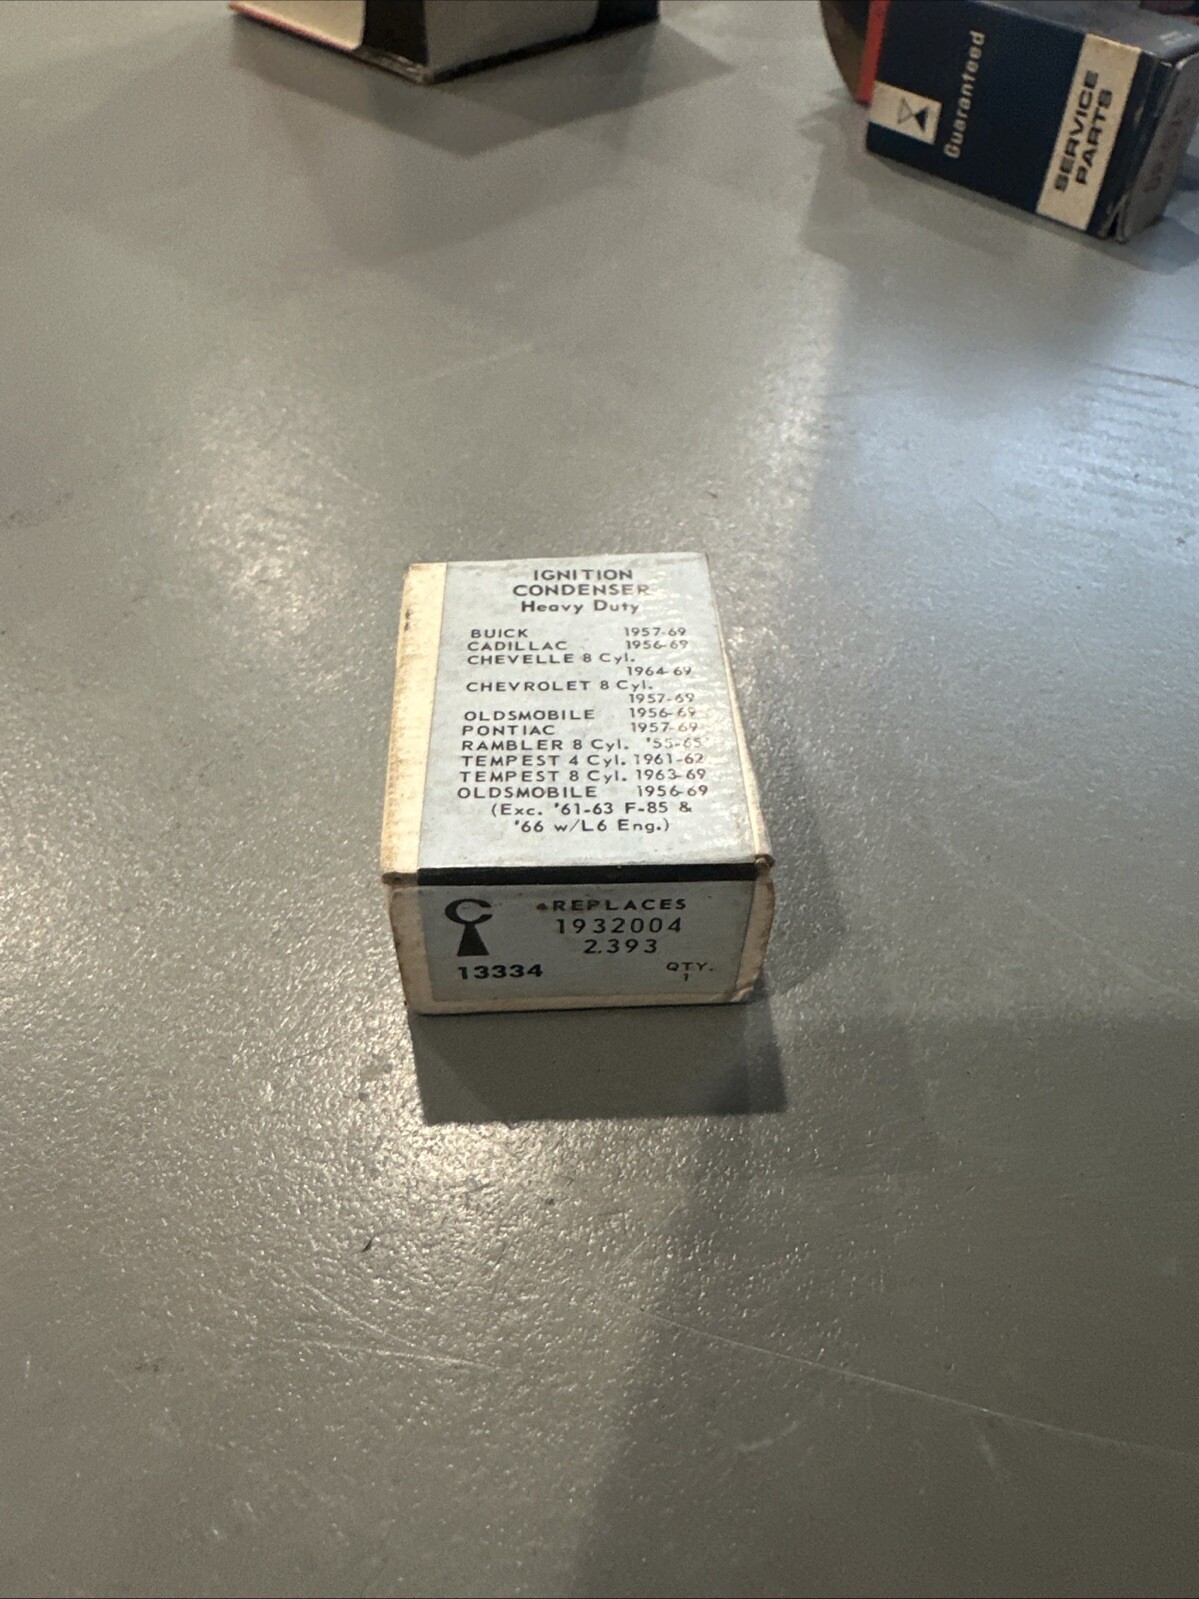 Guaranteed
SERVICE
PARTS
IGNITION
CONDENSER
Heavy Duty
BUICK 1957-69
CADILLAC 1956-69
CHEVELLE 8 Cyl.
1964-69
CHEVROLET 8 Cyl.
1957-69
OLDSMOBILE 1956-69
PONTIAC 1957-69
RAMBLER 8 Cyl. '55-65
TEMPEST 4 Cyl. 1961-62
TEMPEST 8 Cyl. 1963-69
OLDSMOBILE 1956-69
(Exc. '61-63 F-85 &
'66 w/L6 Eng.)
REPLACES
1932004
2.393
13334
QTY.
1